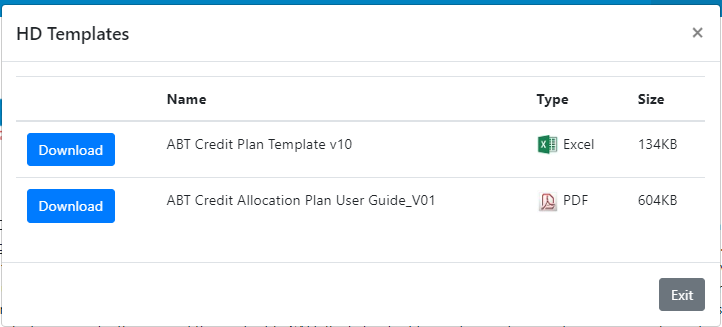 HD Templates ×
Name Type Size
Download ABT Credit Plan Template v10 Excel 134KB
Download ABT Credit Allocation Plan User Guide_V01 PDF 604KB
Exit